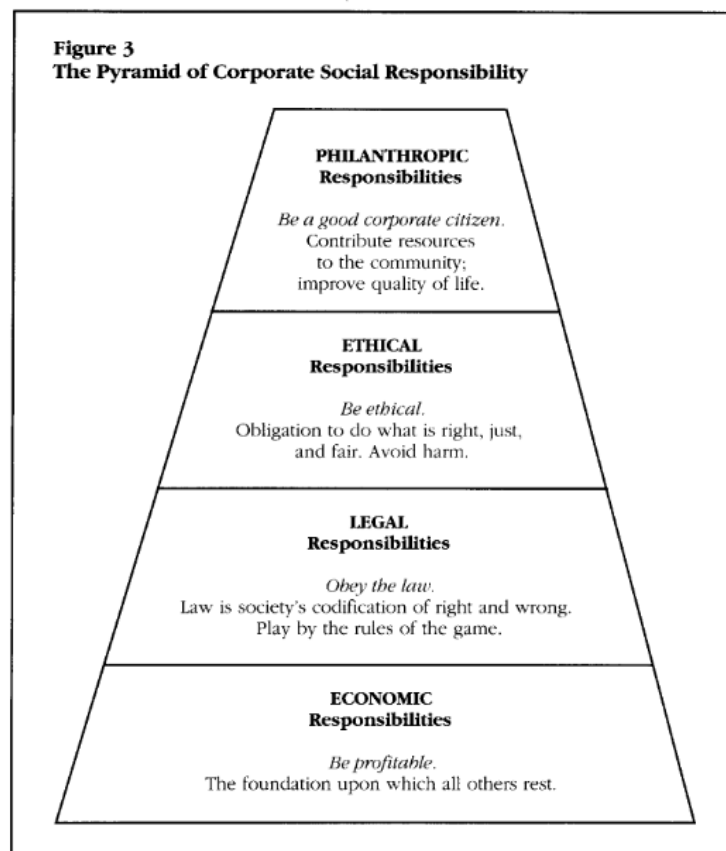 Figure 3
The Pyramid of Corporate Social Responsibility
PHILANTHROPIC
Responsibilities
Be a good corporate citizen.
Contribute resources
to the community;
improve quality of life.
ETHICAL
Responsibilities
Be ethical.
Obligation to do what is right, just,
and fair. Avoid harm.
LEGAL
Responsibilities
Obey the law.
Law is society's codification of right and wrong.
Play by the rules of the game.
ECONOMIC
Responsibilities
Be profitable.
The foundation upon which all others rest.